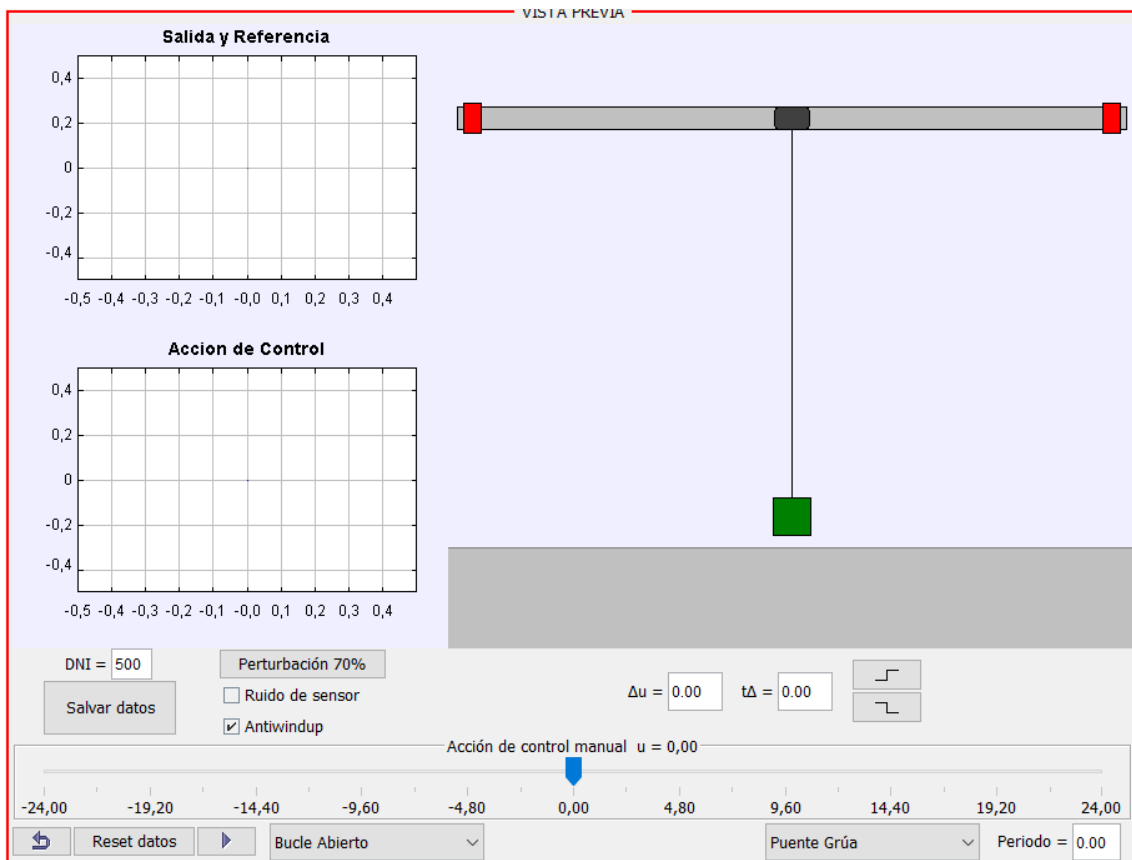 VISTA PREVIA
Salida y Referencia
0,4
0,2
0
-0,2
-0,4
-0,5 -0,4 -0,3 -0,2 -0,1 -0,0 0,1 0,2 0,3 0,4
Accion de Control
0,4
0,2
0
-0,2
-0,4
-0,5 -0,4 -0,3 -0,2 -0,1 -0,0 0,1 0,2 0,3 0,4
DNI = 500
Perturbación 70%
Salvar datos
Ruido de sensor
Antiwindup
Δu = 0.00 tΔ = 0.00
Acción de control manual u = 0,00
-24,00 -19,20 -14,40 -9,60 -4,80 0,00 4,80 9,60 14,40 19,20 24,00
Reset datos Bucle Abierto Puente Grúa Periodo = 0.00